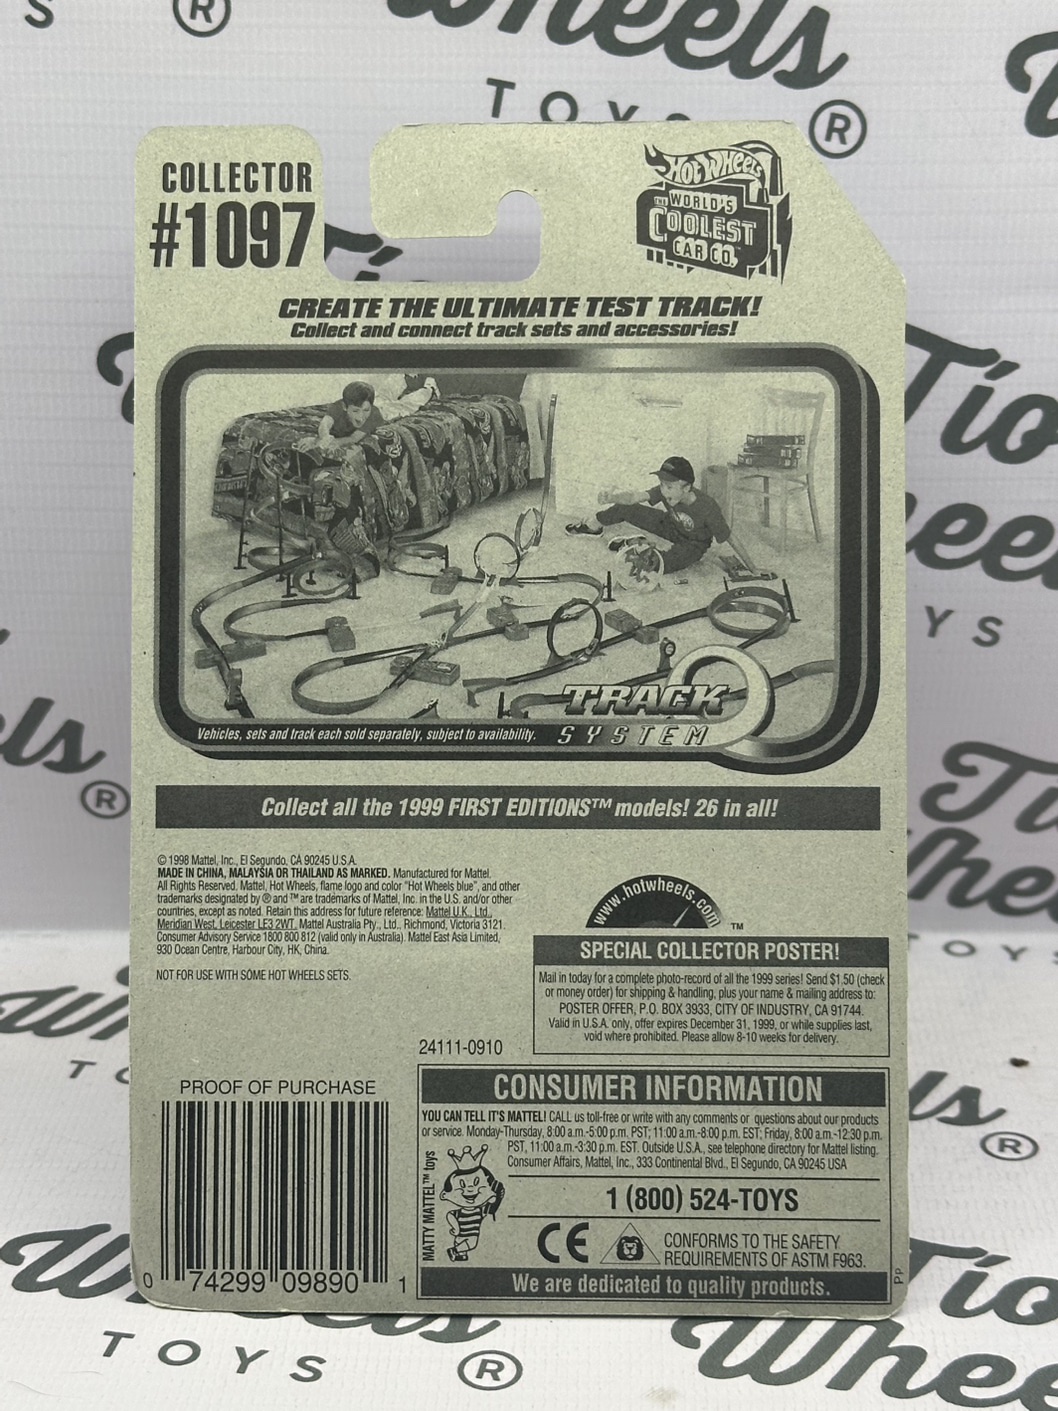 S ®
Wheels
TOYS ®
COLLECTOR
#1097
HOT WHEELS
THE WORLD'S
COOLEST
CAR CO.™
CREATE THE ULTIMATE TEST TRACK!
Collect and connect track sets and accessories!
TRACK
SYSTEM
Vehicles, sets and track each sold separately, subject to availability.
Collect all the 1999 FIRST EDITIONS™ models! 26 in all!
© 1998 Mattel, Inc., El Segundo, CA 90245 U.S.A.
MADE IN CHINA, MALAYSIA OR THAILAND AS MARKED. Manufactured for Mattel.
All Rights Reserved. Mattel, Hot Wheels, flame logo and color "Hot Wheels blue", and other
trademarks designated by ® and ™ are trademarks of Mattel, Inc. in the U.S. and/or other
countries, except as noted. Retain this address for future reference: Mattel U.K., Ltd.,
Meridian West, Leicester LE3 2WT. Mattel Australia Pty., Ltd., Richmond, Victoria 3121.
Consumer Advisory Service 1800 800 812 (valid only in Australia). Mattel East Asia Limited,
930 Ocean Centre, Harbour City, HK, China.
NOT FOR USE WITH SOME HOT WHEELS SETS.
www.hotwheels.com ™
SPECIAL COLLECTOR POSTER!
Mail in today for a complete photo-record of all the 1999 series! Send $1.50 (check
or money order) for shipping & handling, plus your name & mailing address to:
POSTER OFFER, P.O. BOX 3933, CITY OF INDUSTRY, CA 91744.
Valid in U.S.A. only, offer expires December 31, 1999, or while supplies last,
void where prohibited. Please allow 8-10 weeks for delivery.
24111-0910
PROOF OF PURCHASE
0 74299 09890 1
CONSUMER INFORMATION
YOU CAN TELL IT'S MATTEL! CALL us toll-free or write with any comments or questions about our products
or service. Monday-Thursday, 8:00 a.m.-5:00 p.m. PST; 11:00 a.m.-8:00 p.m. EST; Friday, 8:00 a.m.-12:30 p.m.
PST, 11:00 a.m.-3:30 p.m. EST. Outside U.S.A., see telephone directory for Mattel listing.
Consumer Affairs, Mattel, Inc., 333 Continental Blvd., El Segundo, CA 90245 USA
MATTY MATTEL™ toys
1 (800) 524-TOYS
CE
CONFORMS TO THE SAFETY
REQUIREMENTS OF ASTM F963.
We are dedicated to quality products.
PP
TOYS ®
Wheels